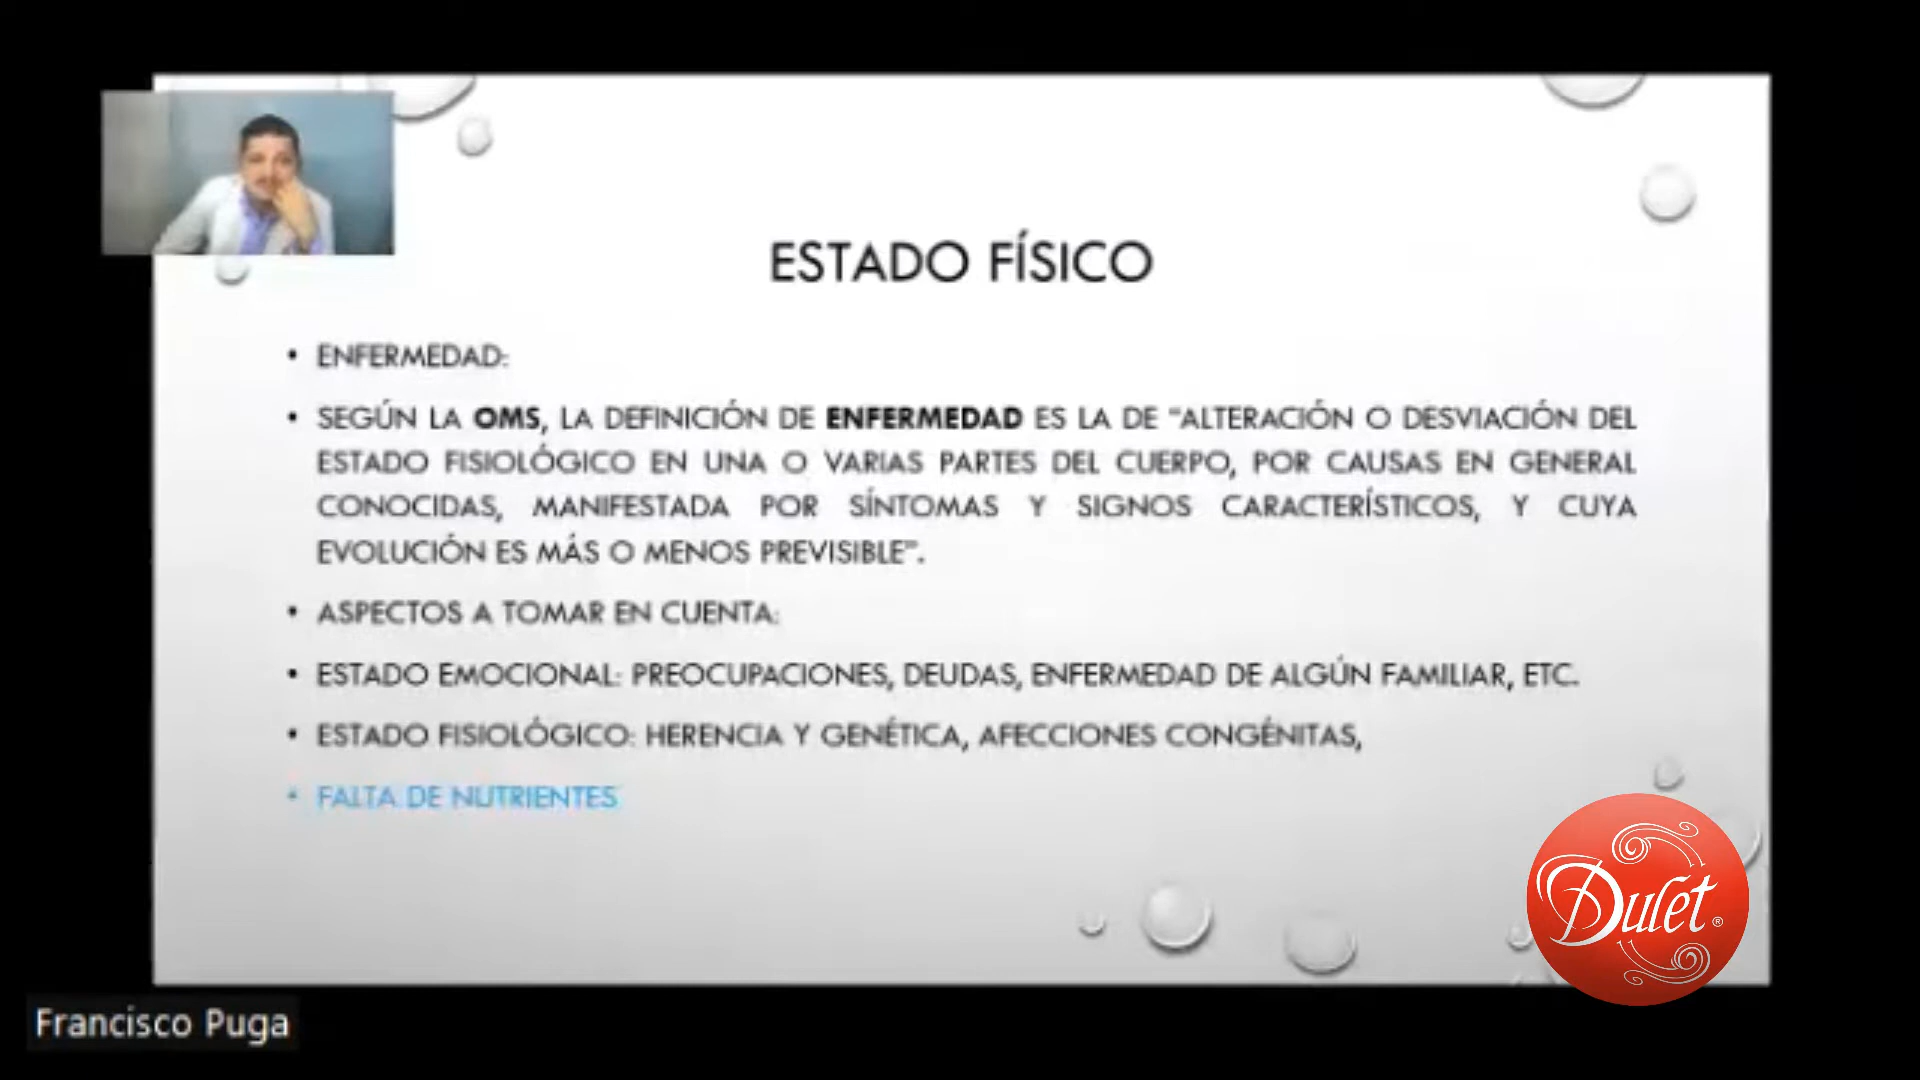 ESTADO FÍSICO
• ENFERMEDAD:
• SEGÚN LA OMS, LA DEFINICIÓN DE ENFERMEDAD ES LA DE “ALTERACIÓN O DESVIACIÓN DEL
ESTADO FISIOLÓGICO EN UNA O VARIAS PARTES DEL CUERPO, POR CAUSAS EN GENERAL
CONOCIDAS, MANIFESTADA POR SÍNTOMAS Y SIGNOS CARACTERÍSTICOS, Y CUYA
EVOLUCIÓN ES MÁS O MENOS PREVISIBLE”.
• ASPECTOS A TOMAR EN CUENTA:
• ESTADO EMOCIONAL: PREOCUPACIONES, DEUDAS, ENFERMEDAD DE ALGÚN FAMILIAR, ETC.
• ESTADO FISIOLÓGICO: HERENCIA Y GENÉTICA, AFECCIONES CONGÉNITAS,
• FALTA DE NUTRIENTES
Dulet®
Francisco Puga